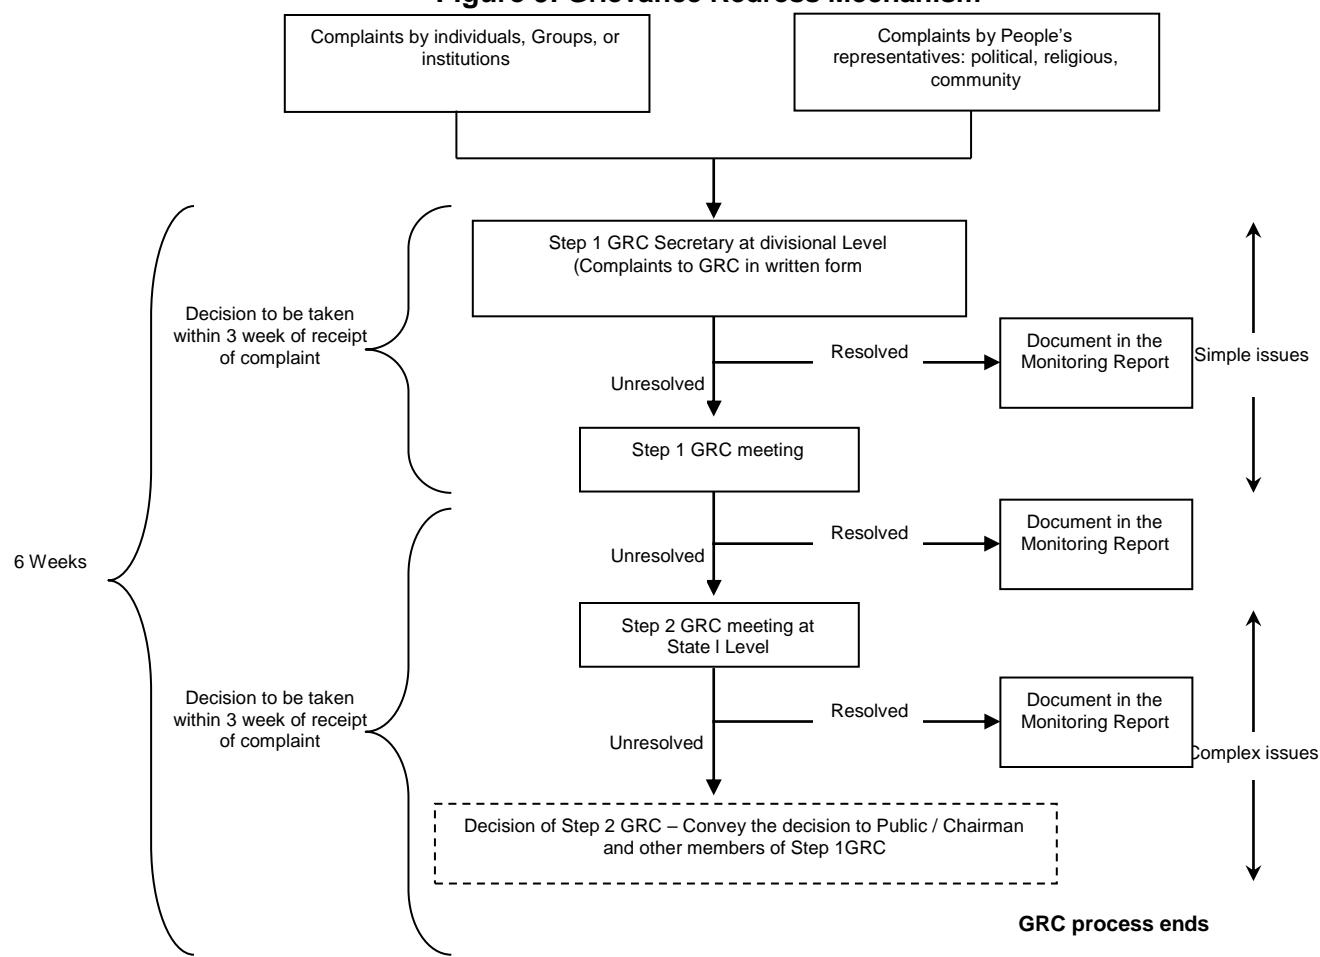 Complaints by individuals, Groups, or
institutions
Complaints by People’s
representatives: political, religious,
community
Step 1 GRC Secretary at divisional Level
(Complaints to GRC in written form
Decision to be taken
within 3 week of receipt
of complaint
Resolved
Document in the
Monitoring Report
Simple issues
Unresolved
Step 1 GRC meeting
Resolved
Document in the
Monitoring Report
Unresolved
6 Weeks
Step 2 GRC meeting at
State l Level
Decision to be taken
within 3 week of receipt
of complaint
Resolved
Document in the
Monitoring Report
Unresolved
Complex issues
Decision of Step 2 GRC – Convey the decision to Public / Chairman
and other members of Step 1GRC
GRC process ends